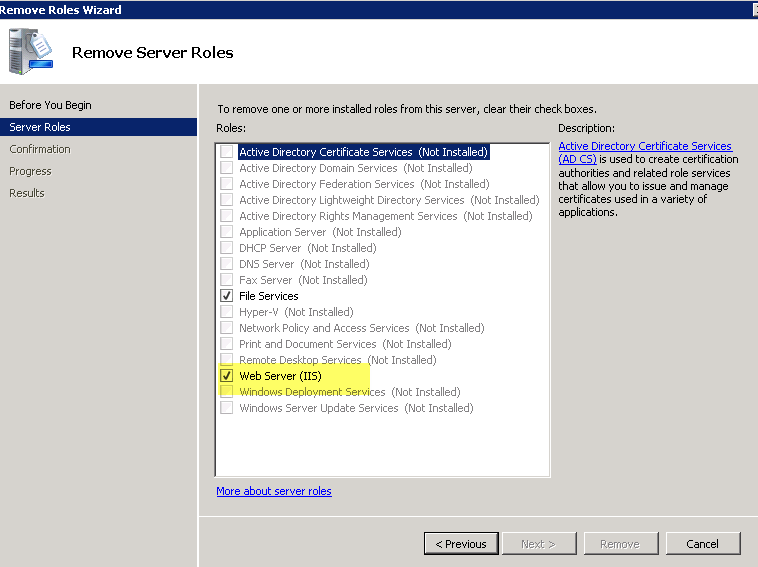 Remove Roles Wizard
Remove Server Roles
Before You Begin
Server Roles
Confirmation
Progress
Results
To remove one or more installed roles from this server, clear their check boxes.
Roles:
Active Directory Certificate Services (Not Installed)
Active Directory Domain Services (Not Installed)
Active Directory Federation Services (Not Installed)
Active Directory Lightweight Directory Services (Not Installed)
Active Directory Rights Management Services (Not Installed)
Application Server (Not Installed)
DHCP Server (Not Installed)
DNS Server (Not Installed)
Fax Server (Not Installed)
File Services
Hyper-V (Not Installed)
Network Policy and Access Services (Not Installed)
Print and Document Services (Not Installed)
Remote Desktop Services (Not Installed)
Web Server (IIS)
Windows Deployment Services (Not Installed)
Windows Server Update Services (Not Installed)
More about server roles
Description:
Active Directory Certificate Services
(AD CS) is used to create certification
authorities and related role services
that allow you to issue and manage
certificates used in a variety of
applications.
< Previous
Next >
Remove
Cancel